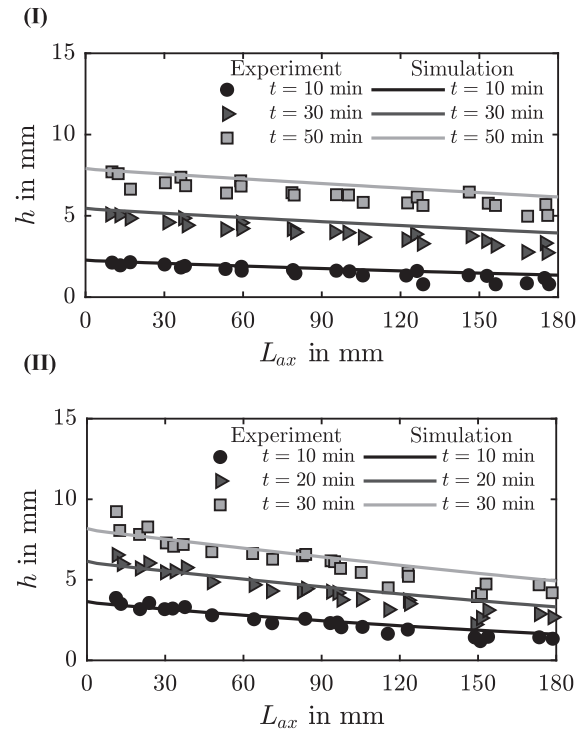 (I)
15
10
5
0
h in mm
Experiment Simulation
t = 10 min t = 10 min
t = 30 min t = 30 min
t = 50 min t = 50 min
0 30 60 90 120 150 180
L_ax in mm
(II)
15
10
5
0
h in mm
Experiment Simulation
t = 10 min t = 10 min
t = 20 min t = 20 min
t = 30 min t = 30 min
0 30 60 90 120 150 180
L_ax in mm